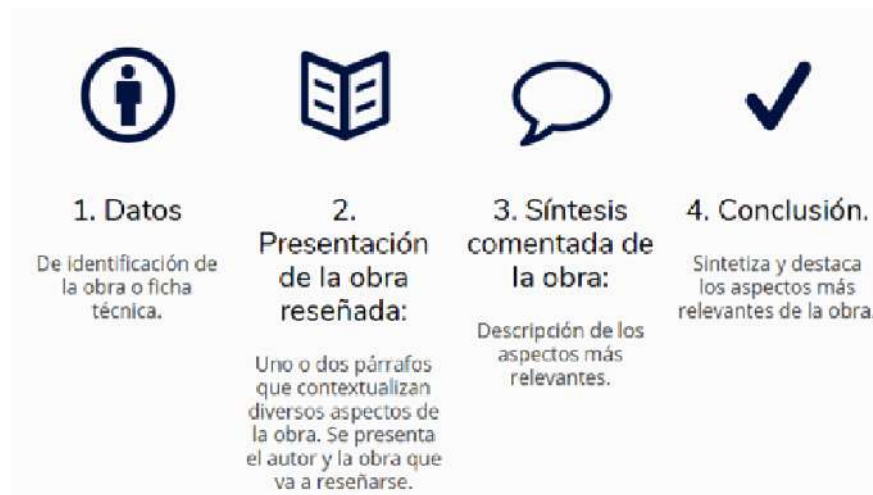 1. Datos
De identificación de
la obra o ficha
técnica.
2.
Presentación
de la obra
reseñada:
Uno o dos párrafos
que contextualizan
diversos aspectos de
la obra. Se presenta
el autor y la obra que
va a reseñarse.
3. Síntesis
comentada de
la obra:
Descripción de los
aspectos más
relevantes.
4. Conclusión.
Sintetiza y destaca
los aspectos más
relevantes de la obra.